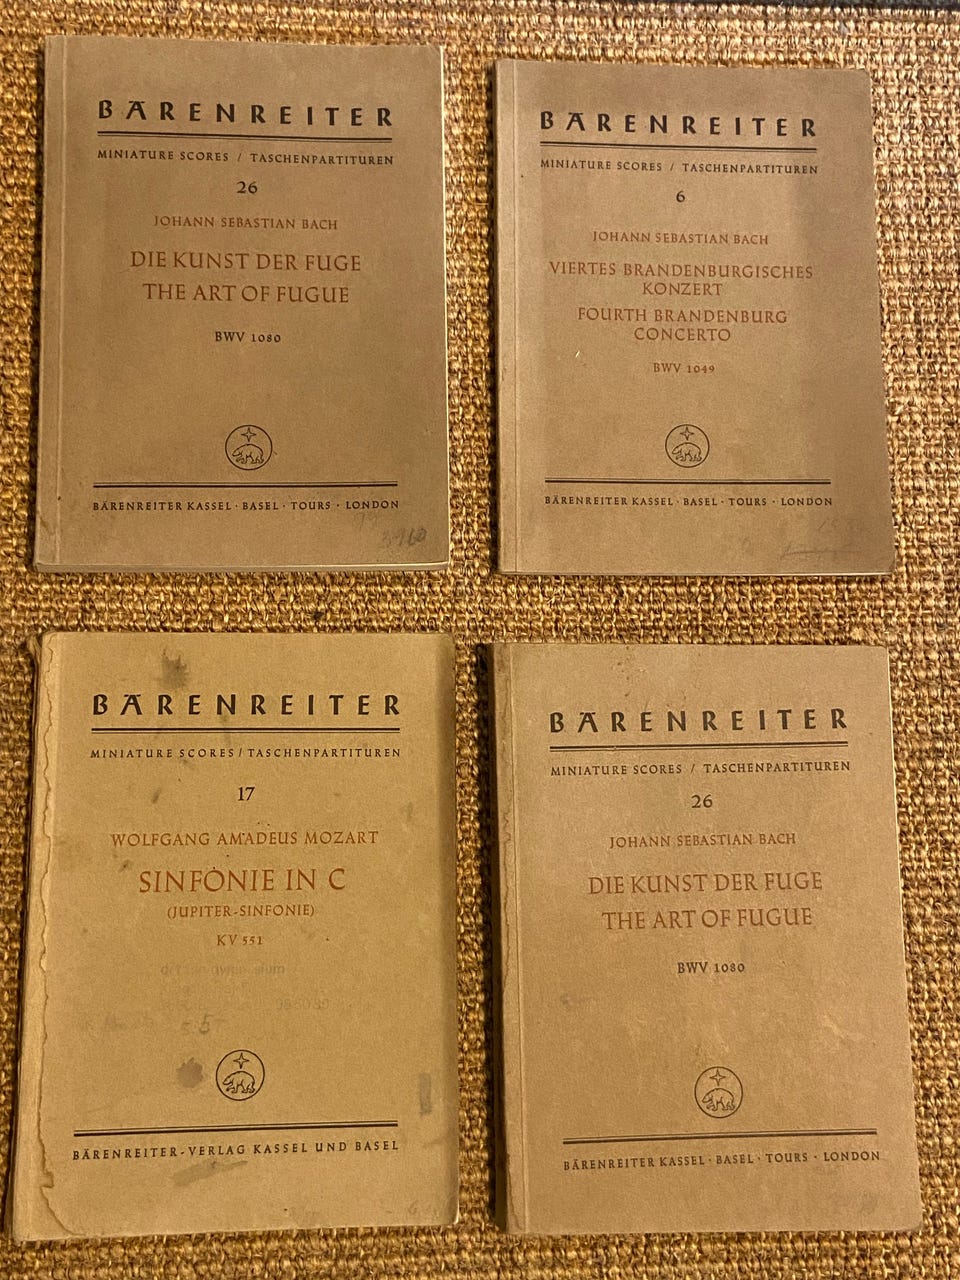 BÄRENREITER
MINIATURE SCORES / TASCHENPARTITUREN
26
JOHANN SEBASTIAN BACH
DIE KUNST DER FUGE
THE ART OF FUGUE
BWV 1080
BÄRENREITER KASSEL · BASEL · TOURS · LONDON
BÄRENREITER
MINIATURE SCORES / TASCHENPARTITUREN
6
JOHANN SEBASTIAN BACH
VIERTES BRANDENBURGISCHES
KONZERT
FOURTH BRANDENBURG
CONCERTO
BWV 1049
BÄRENREITER KASSEL · BASEL · TOURS · LONDON
BÄRENREITER
MINIATURE SCORES / TASCHENPARTITUREN
17
WOLFGANG AMADEUS MOZART
SINFONIE IN C
(JUPITER-SINFONIE)
KV 551
5
BÄRENREITER-VERLAG KASSEL UND BASEL
BÄRENREITER
MINIATURE SCORES / TASCHENPARTITUREN
26
JOHANN SEBASTIAN BACH
DIE KUNST DER FUGE
THE ART OF FUGUE
BWV 1080
BÄRENREITER KASSEL · BASEL · TOURS · LONDON